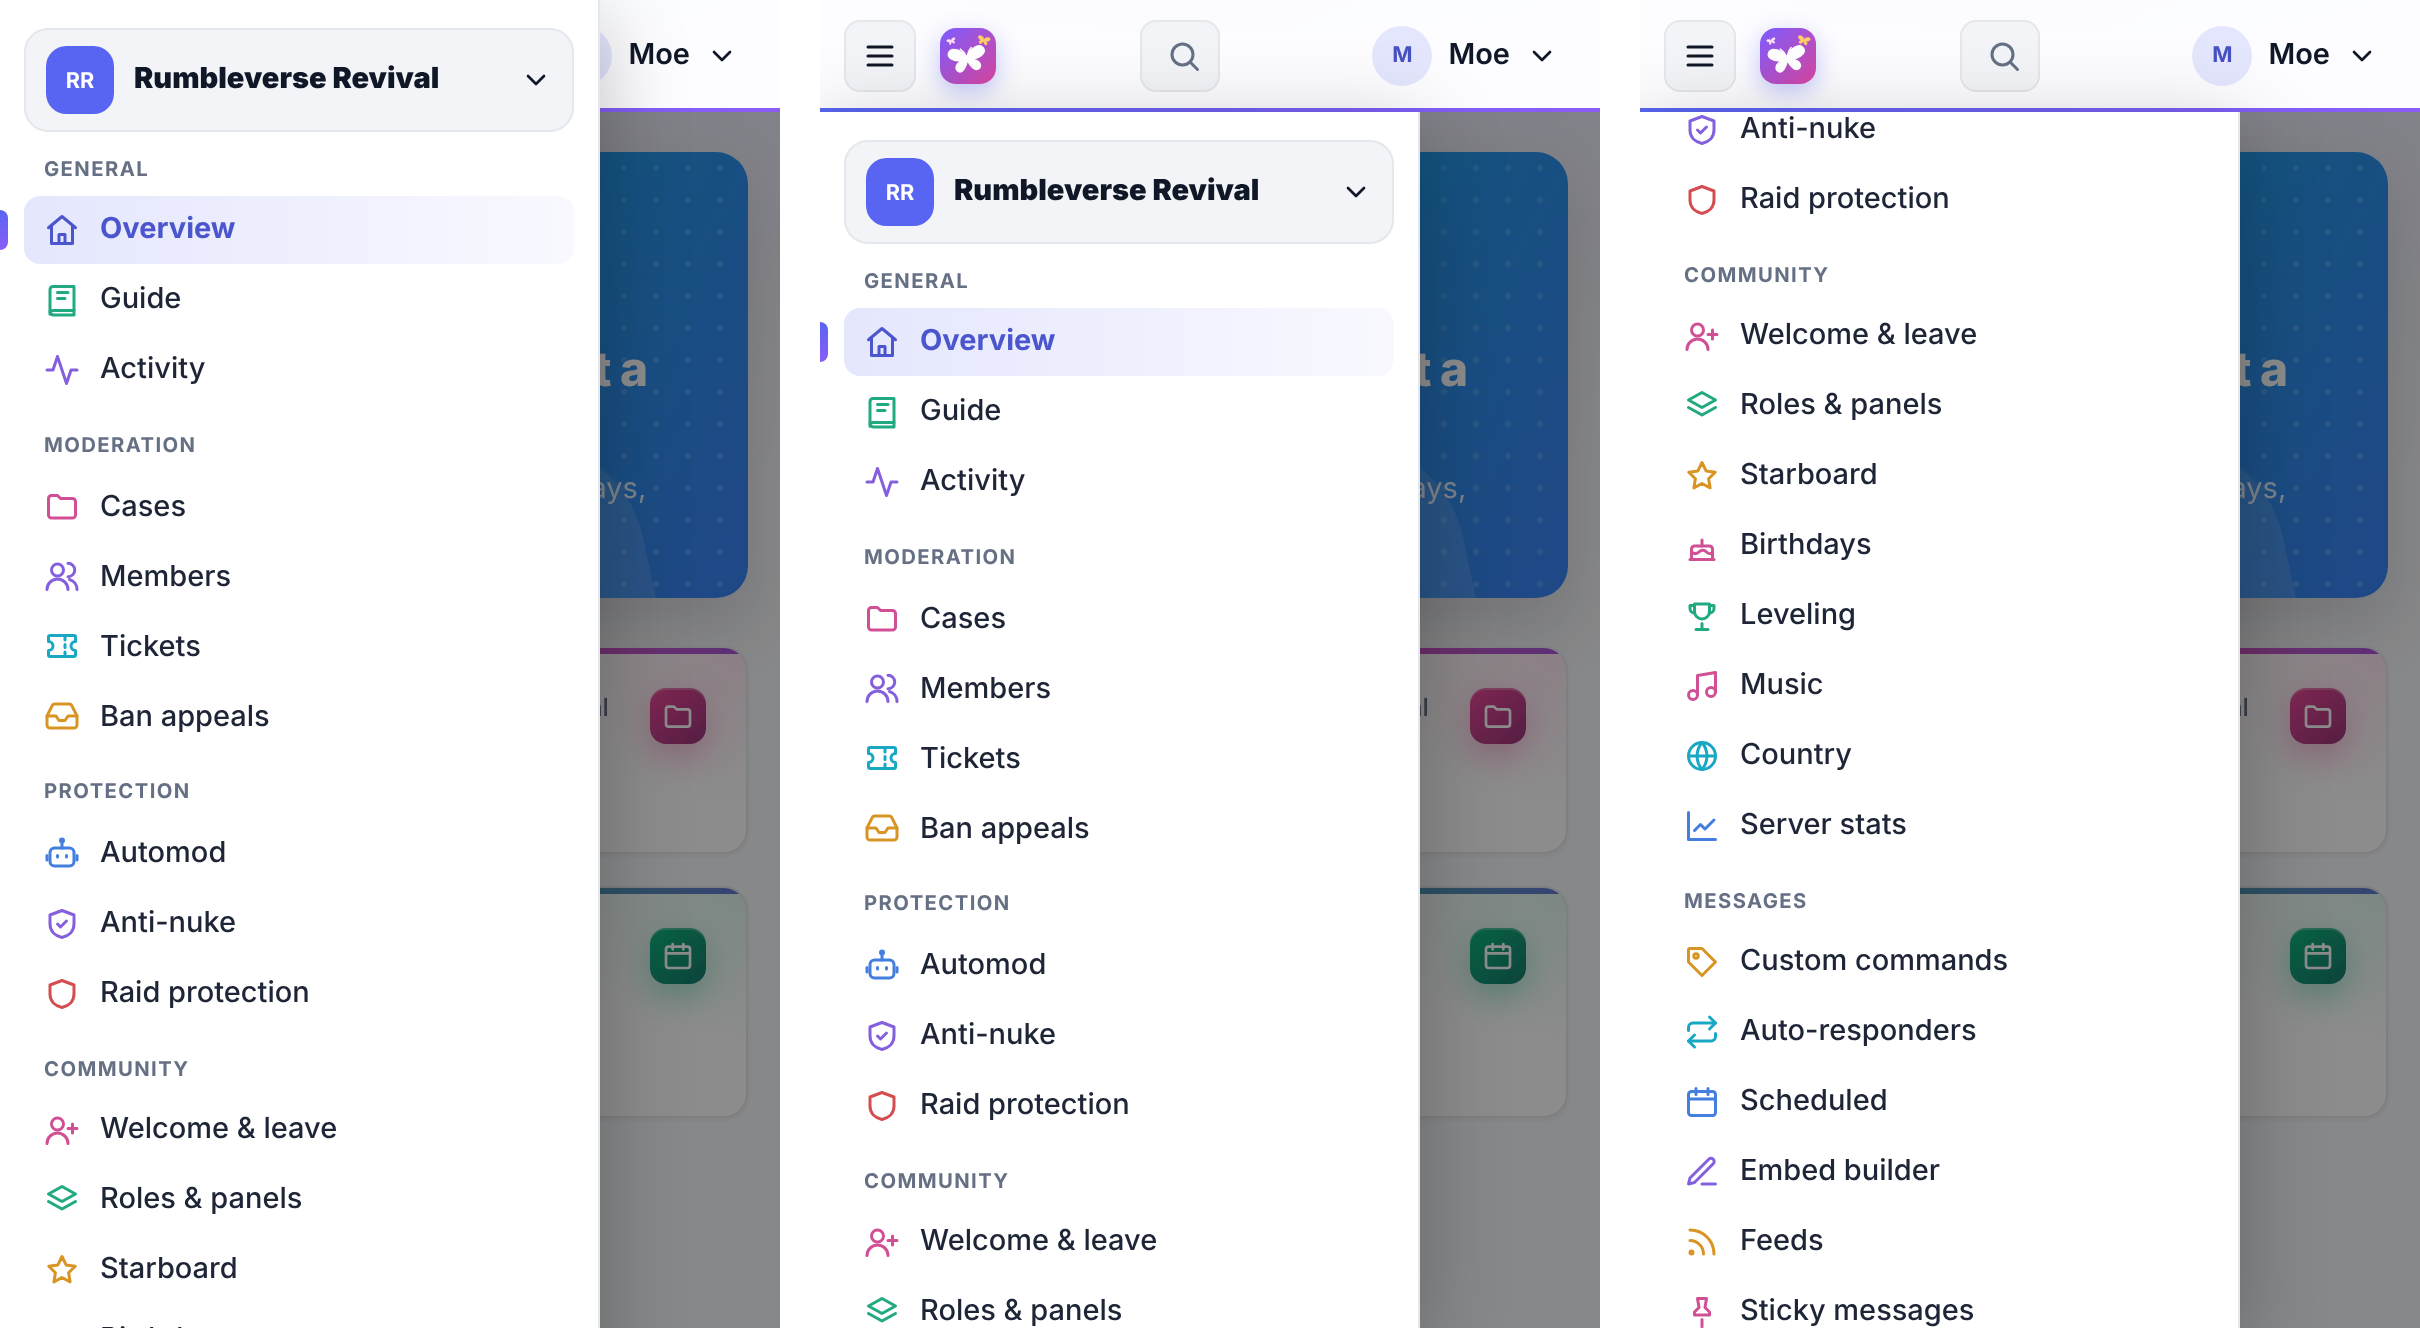 RR Rumbleverse Revival
GENERAL
Overview
Guide
Activity
MODERATION
Cases
Members
Tickets
Ban appeals
PROTECTION
Automod
Anti-nuke
Raid protection
COMMUNITY
Welcome & leave
Roles & panels
Starboard
Moe
t a
ays,
M Moe
RR Rumbleverse Revival
GENERAL
Overview
Guide
Activity
MODERATION
Cases
Members
Tickets
Ban appeals
PROTECTION
Automod
Anti-nuke
Raid protection
COMMUNITY
Welcome & leave
Roles & panels
t a
ays,
M Moe
Anti-nuke
Raid protection
COMMUNITY
Welcome & leave
Roles & panels
Starboard
Birthdays
Leveling
Music
Country
Server stats
MESSAGES
Custom commands
Auto-responders
Scheduled
Embed builder
Feeds
Sticky messages
t a
ays,